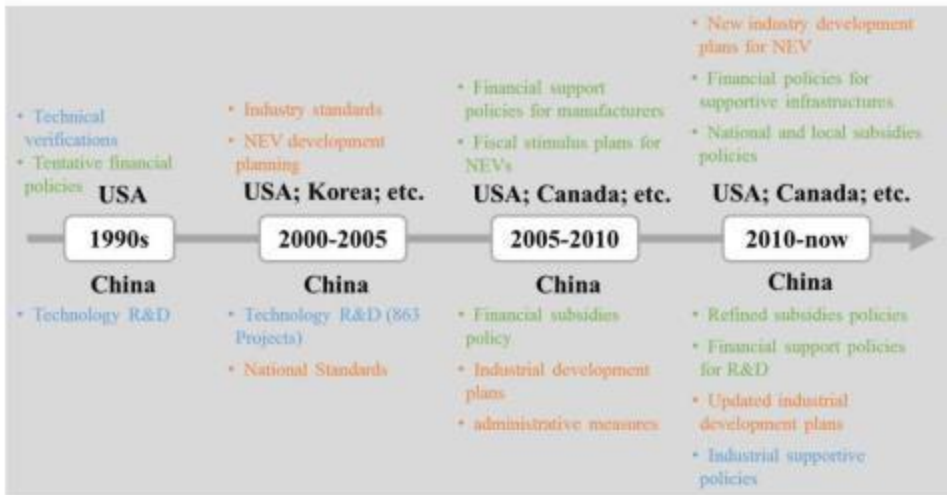 • Technical
verifications
• Tentative financial
policies
USA
• Industry standards
• NEV development
planning
USA; Korea; etc.
• Financial support
policies for manufacturers
• Fiscal stimulus plans for
NEVs
USA; Canada; etc.
• New industry development
plans for NEV
• Financial policies for
supportive infrastructures
• National and local subsidies
policies
USA; Canada; etc.
1990s
2000-2005
2005-2010
2010-now
China
• Technology R&D
China
• Technology R&D (863
Projects)
• National Standards
China
• Financial subsidies
policy
• Industrial development
plans
• administrative measures
China
• Refined subsidies policies
• Financial support policies
for R&D
• Updated industrial
development plans
• Industrial supportive
policies